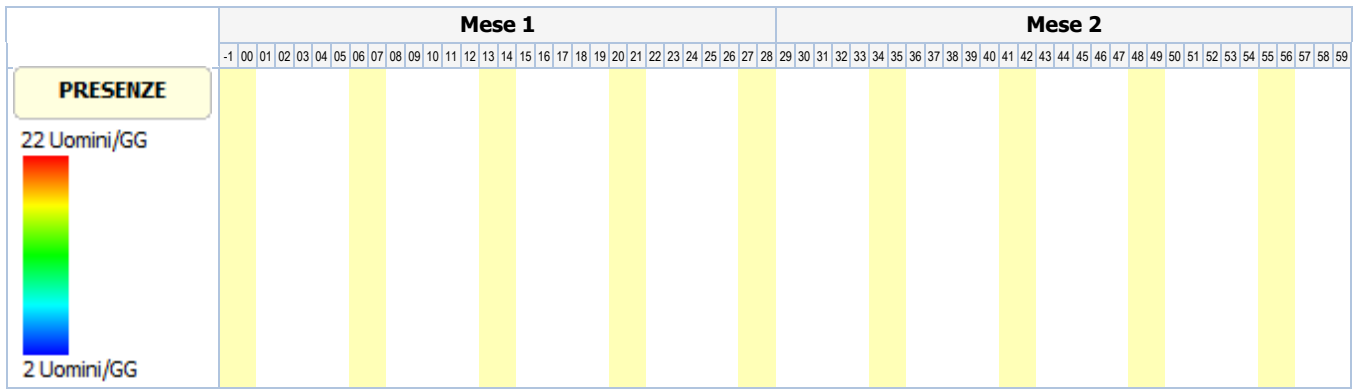 Mese 1 Mese 2
-1 00 01 02 03 04 05 06 07 08 09 10 11 12 13 14 15 16 17 18 19 20 21 22 23 24 25 26 27 28 29 30 31 32 33 34 35 36 37 38 39 40 41 42 43 44 45 46 47 48 49 50 51 52 53 54 55 56 57 58 59
PRESENZE
22 Uomini/GG
2 Uomini/GG